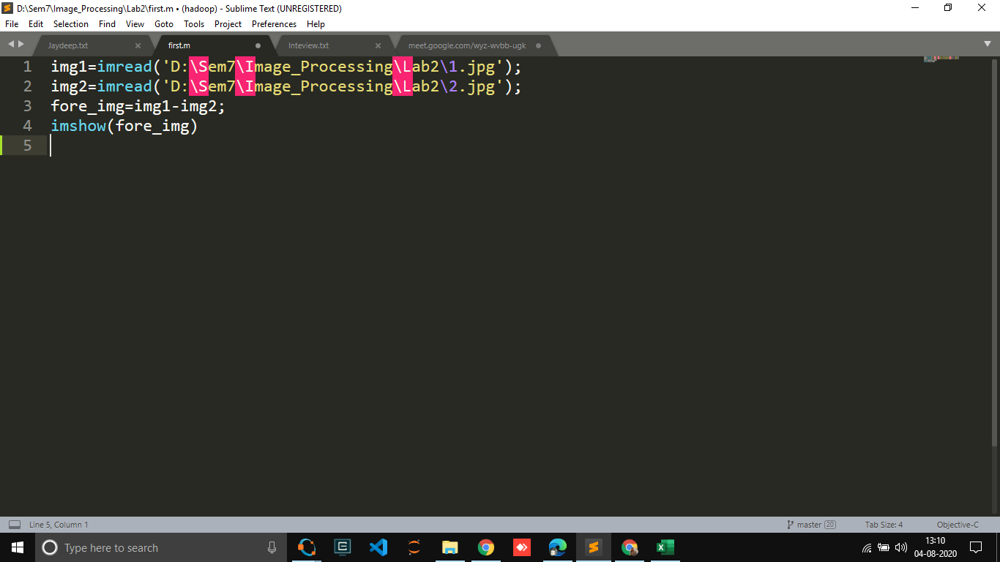 D:\Sem7\Image_Processing\Lab2\first.m • (hadoop) - Sublime Text (UNREGISTERED)
File Edit Selection Find View Goto Tools Project Preferences Help
Jaydeep.txt first.m Inteview.txt meet.google.com/wyz-wvbb-ugk
1 img1=imread('D:\Sem7\Image_Processing\Lab2\1.jpg');
2 img2=imread('D:\Sem7\Image_Processing\Lab2\2.jpg');
3 fore_img=img1-img2;
4 imshow(fore_img)
5
Line 5, Column 1 master 20 Tab Size: 4 Objective-C
Type here to search
13:10
04-08-2020